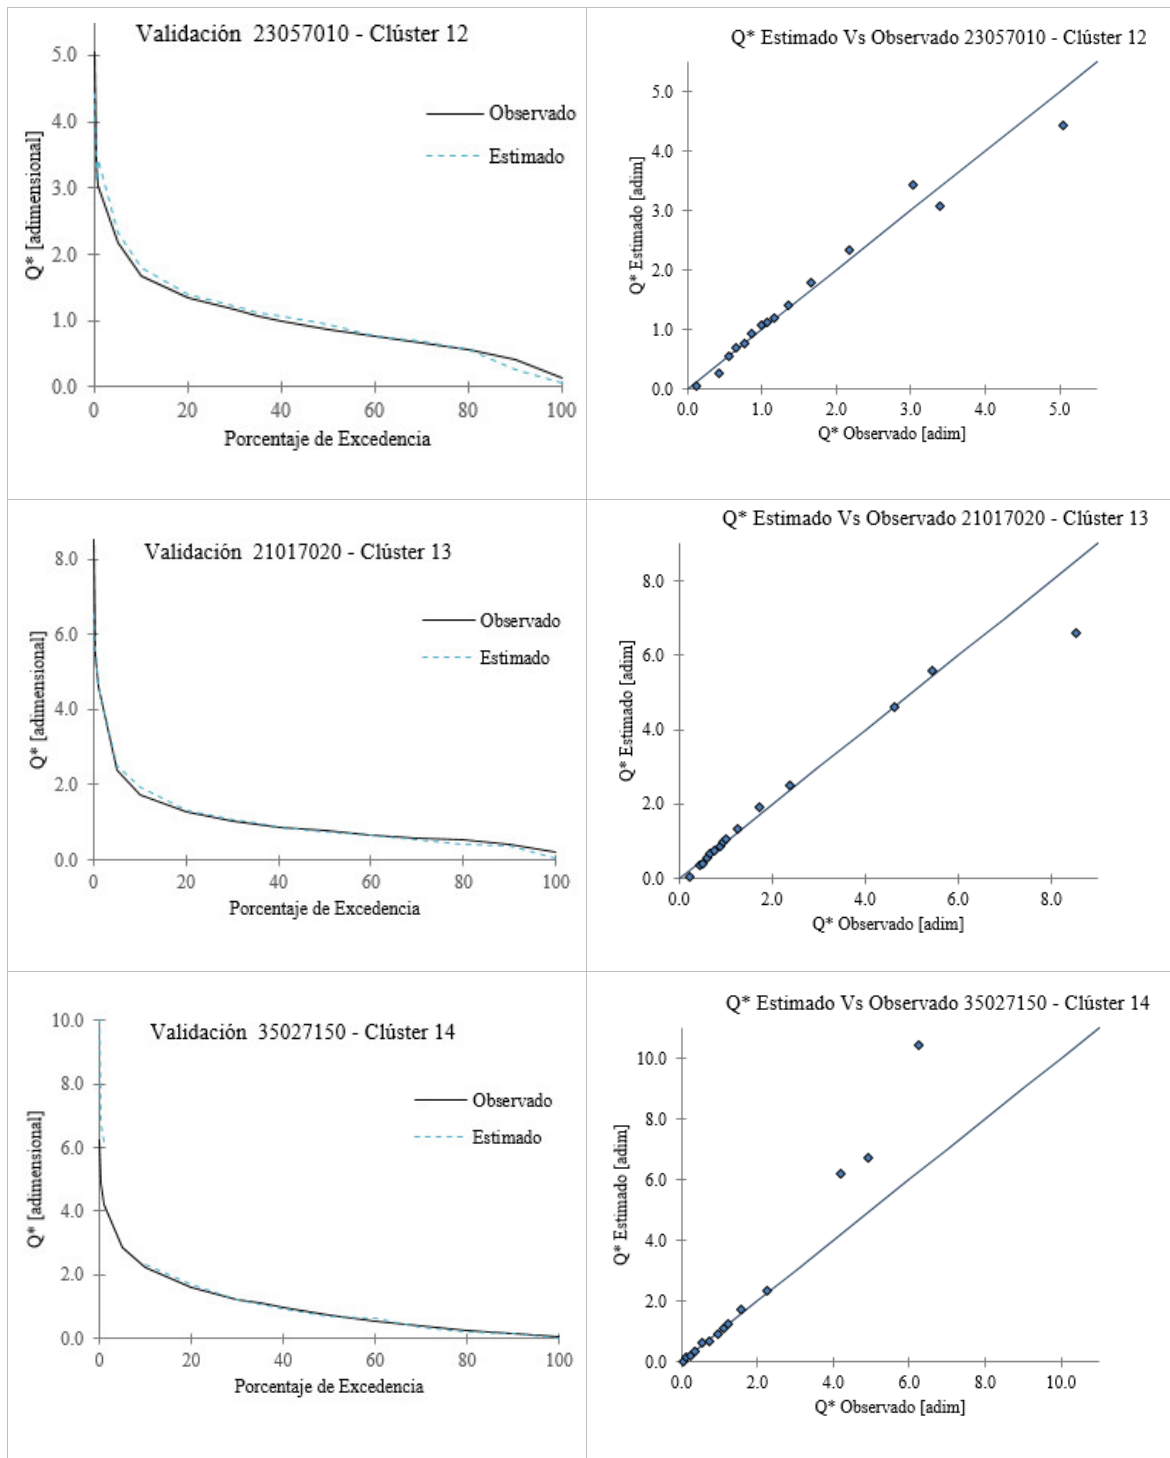 Validación 23057010 - Clúster 12
5.0
4.0
3.0
2.0
1.0
0.0
Q* [adimensional]
Observado
Estimado
0 20 40 60 80 100
Porcentaje de Excedencia
Q* Estimado Vs Observado 23057010 - Clúster 12
5.0
4.0
3.0
2.0
1.0
0.0
Q* Estimado [adim]
0.0 1.0 2.0 3.0 4.0 5.0
Q* Observado [adim]
Validación 21017020 - Clúster 13
8.0
6.0
4.0
2.0
0.0
Q* [adimensional]
Observado
Estimado
0 20 40 60 80 100
Porcentaje de Excedencia
Q* Estimado Vs Observado 21017020 - Clúster 13
8.0
6.0
4.0
2.0
0.0
Q* Estimado [adim]
0.0 2.0 4.0 6.0 8.0
Q* Observado [adim]
Validación 35027150 - Clúster 14
10.0
8.0
6.0
4.0
2.0
0.0
Q* [adimensional]
Observado
Estimado
0 20 40 60 80 100
Porcentaje de Excedencia
Q* Estimado Vs Observado 35027150 - Clúster 14
10.0
8.0
6.0
4.0
2.0
0.0
Q* Estimado [adim]
0.0 2.0 4.0 6.0 8.0 10.0
Q* Observado [adim]